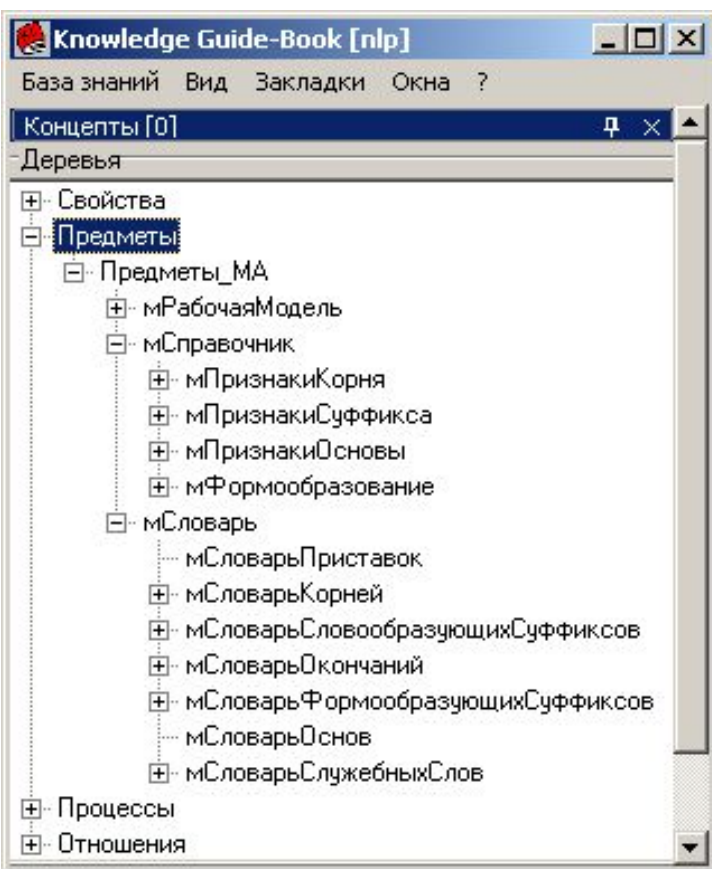 Knowledge Guide-Book [nlp]
База знаний Вид Закладки Окна ?
Концепты [0]
Деревья
Свойства
Предметы
Предметы_МА
мРабочаяМодель
мСправочник
мПризнакиКорня
мПризнакиСуффикса
мПризнакиОсновы
мФормообразование
мСловарь
мСловарьПриставок
мСловарьКорней
мСловарьСловообразующихСуффиксов
мСловарьОкончаний
мСловарьФормообразующихСуффиксов
мСловарьОснов
мСловарьСлужебныхСлов
Процессы
Отношения